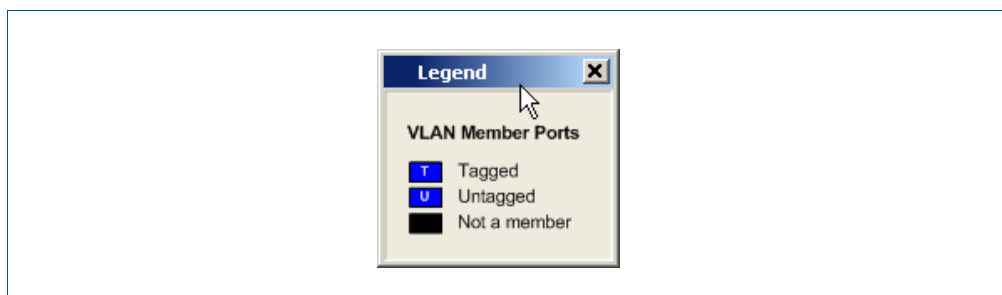 Legend
VLAN Member Ports
T Tagged
U Untagged
Not a member